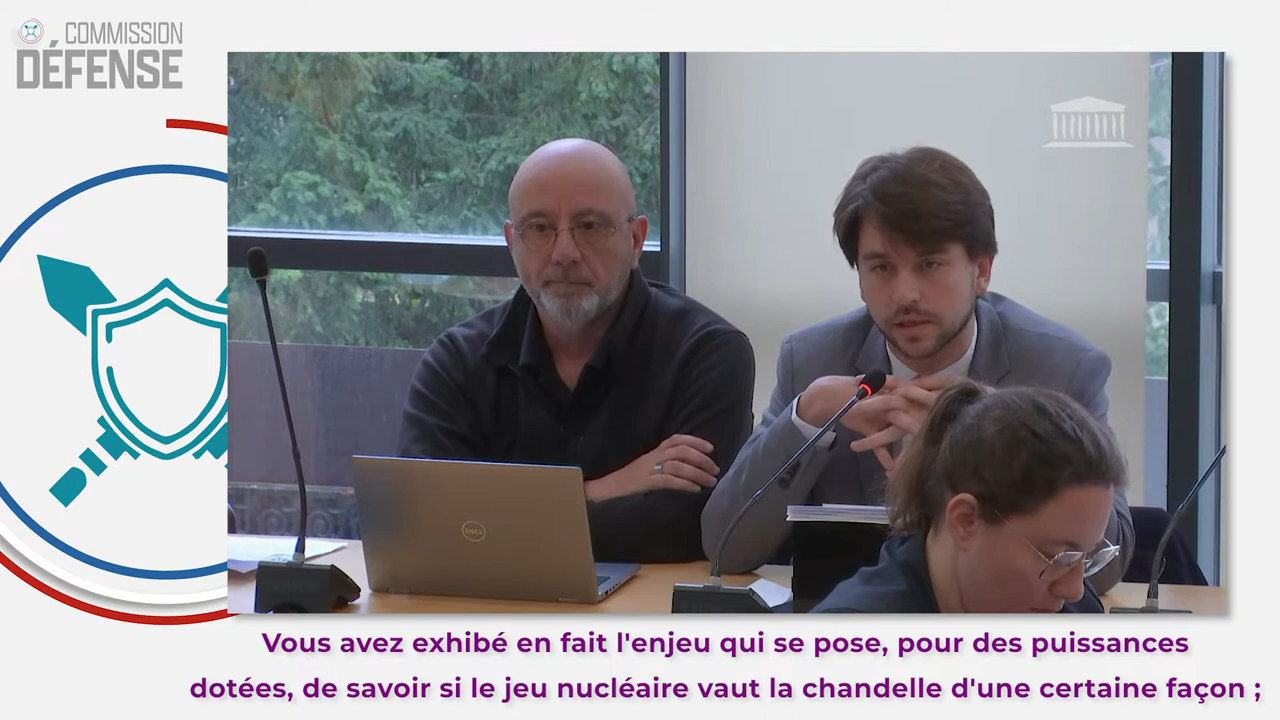 COMMISSION
DÉFENSE
DELL
Vous avez exhibé en fait l'enjeu qui se pose, pour des puissances
dotées, de savoir si le jeu nucléaire vaut la chandelle d'une certaine façon ;